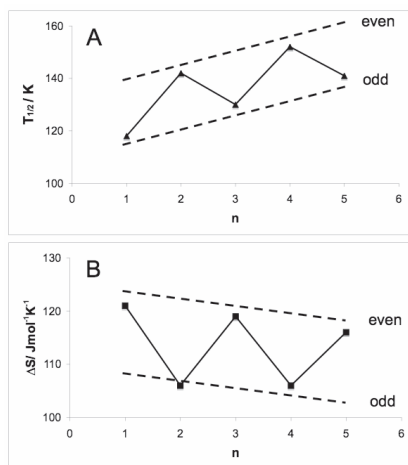 A
T1/2 / K
160
140
120
100
0 1 2 3 4 5 6
n
even
odd
B
ΔS/ Jmol-1K-1
130
120
110
100
0 1 2 3 4 5 6
n
even
odd